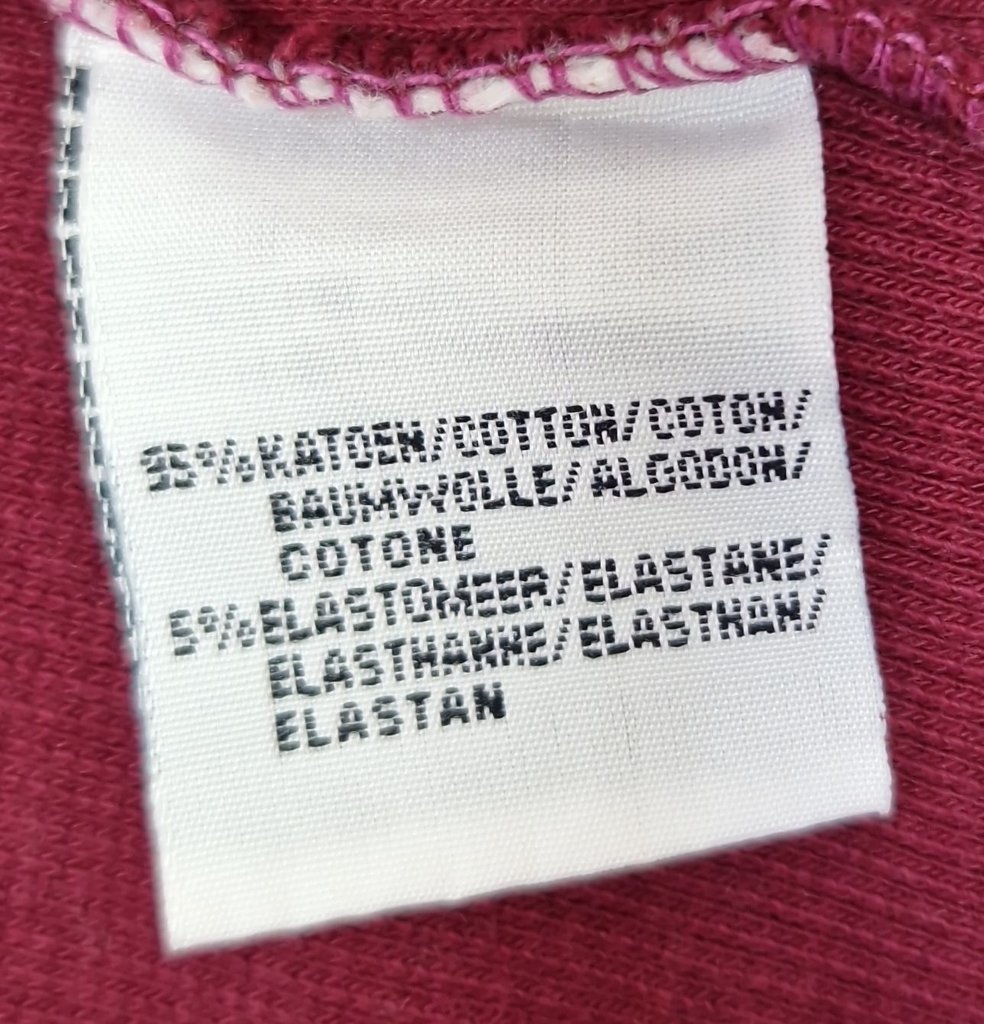 95% KATOEN/COTTON/COTON/
BAUMWOLLE/ALGODON/
COTONE
5% ELASTOMEER/ELASTANE/
ELASTHANNE/ELASTHAN/
ELASTAN